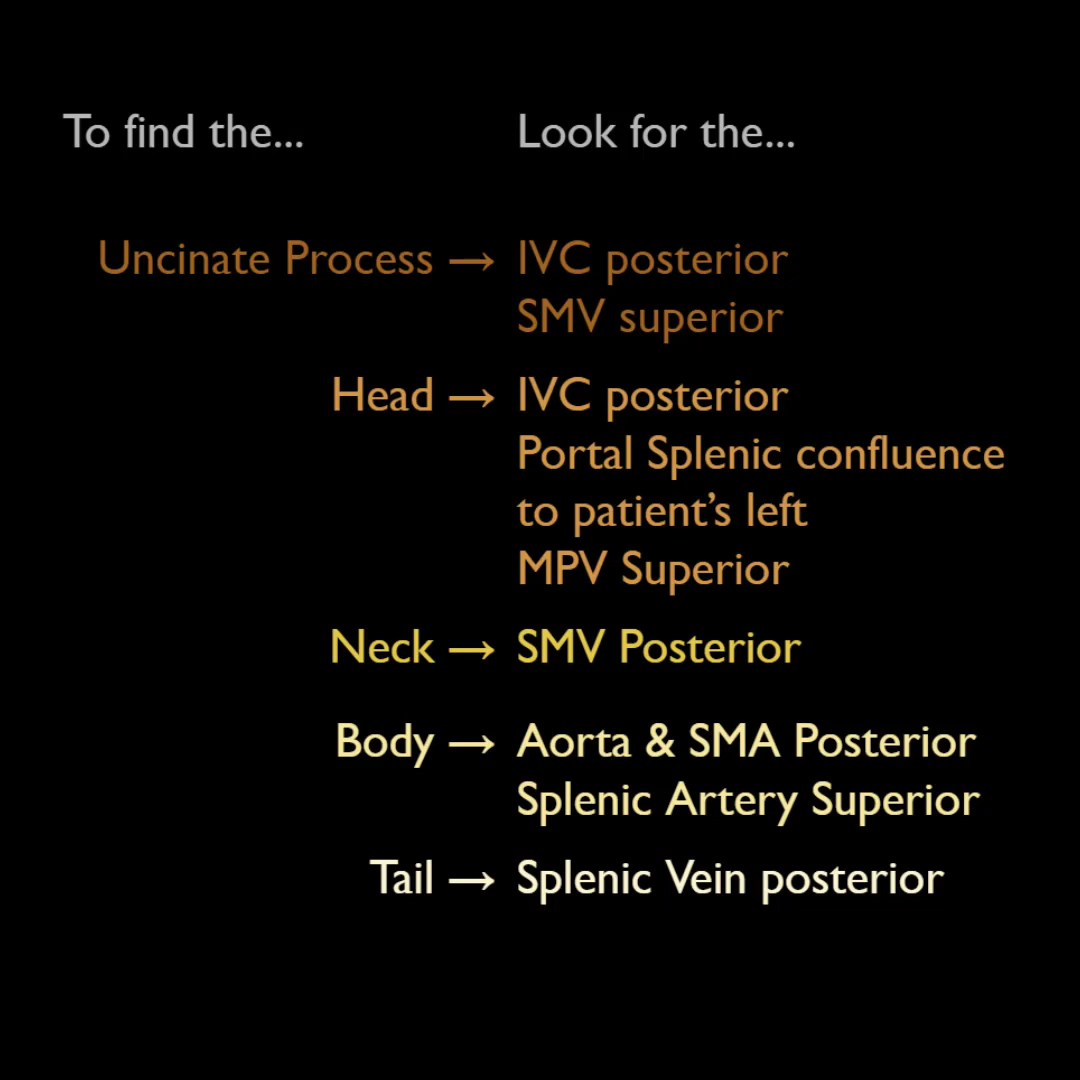 To find the... Look for the...
Uncinate Process → IVC posterior
SMV superior
Head → IVC posterior
Portal Splenic confluence
to patient’s left
MPV Superior
Neck → SMV Posterior
Body → Aorta & SMA Posterior
Splenic Artery Superior
Tail → Splenic Vein posterior